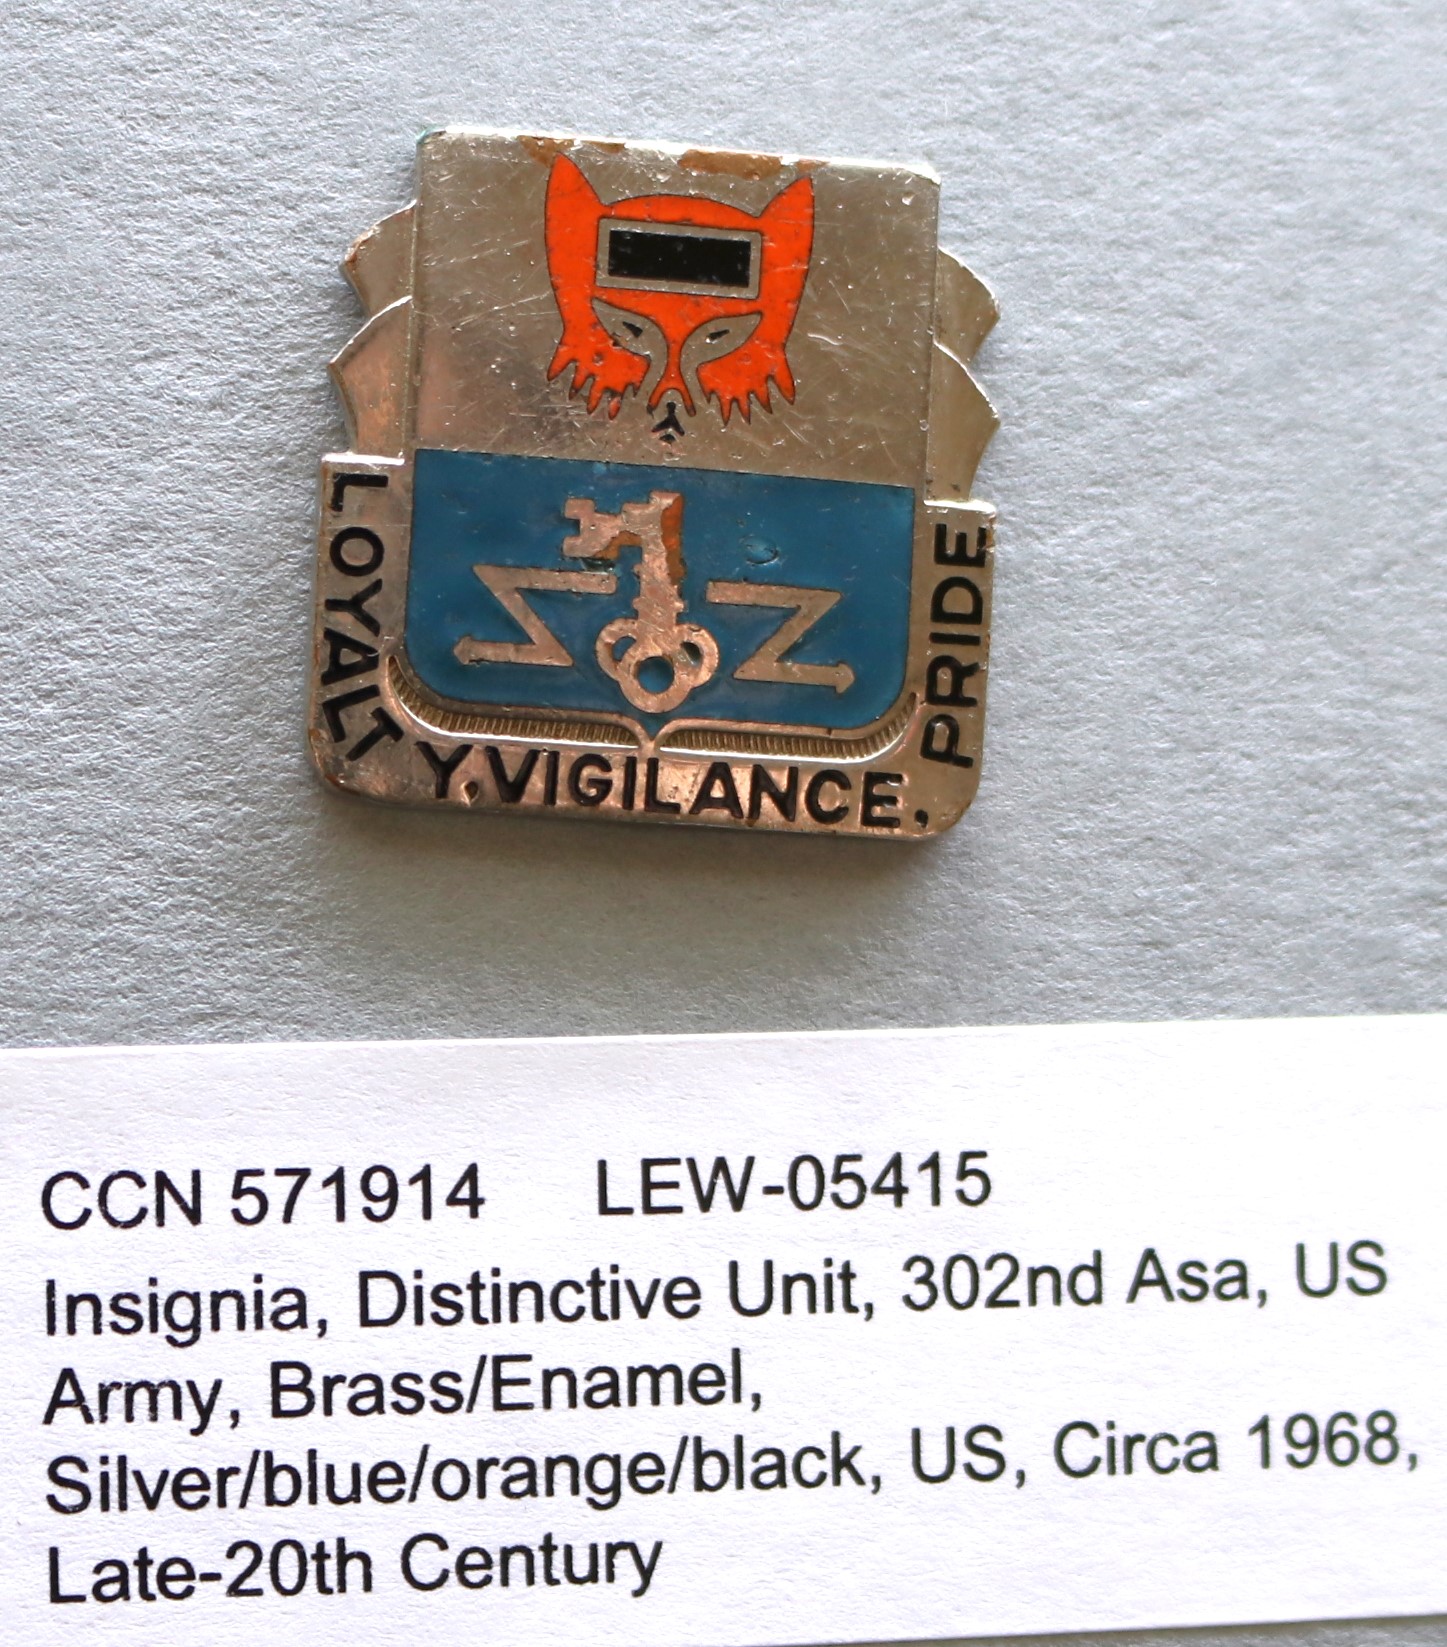 LOYALTY. VIGILANCE. PRIDE
CCN 571914 LEW-05415
Insignia, Distinctive Unit, 302nd Asa, US
Army, Brass/Enamel,
Silver/blue/orange/black, US, Circa 1968,
Late-20th Century